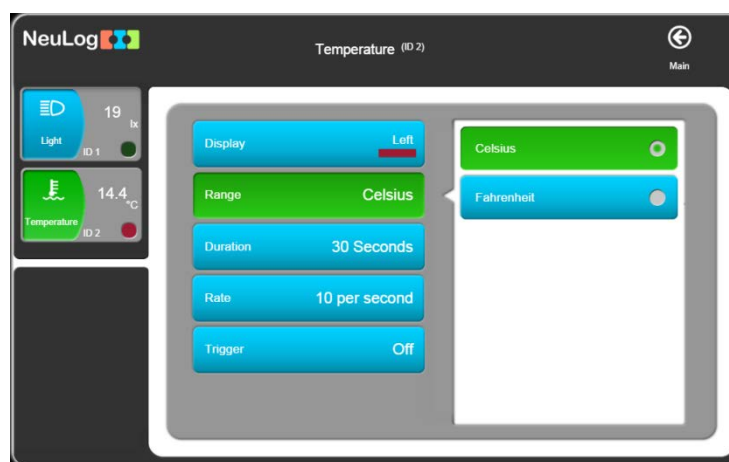 NeuLog
Temperature (ID 2)
Main
Light
19 lx
ID 1
Temperature
14.4 °C
ID 2
Display Left
Range Celsius
Duration 30 Seconds
Rate 10 per second
Trigger Off
Celsius
Fahrenheit